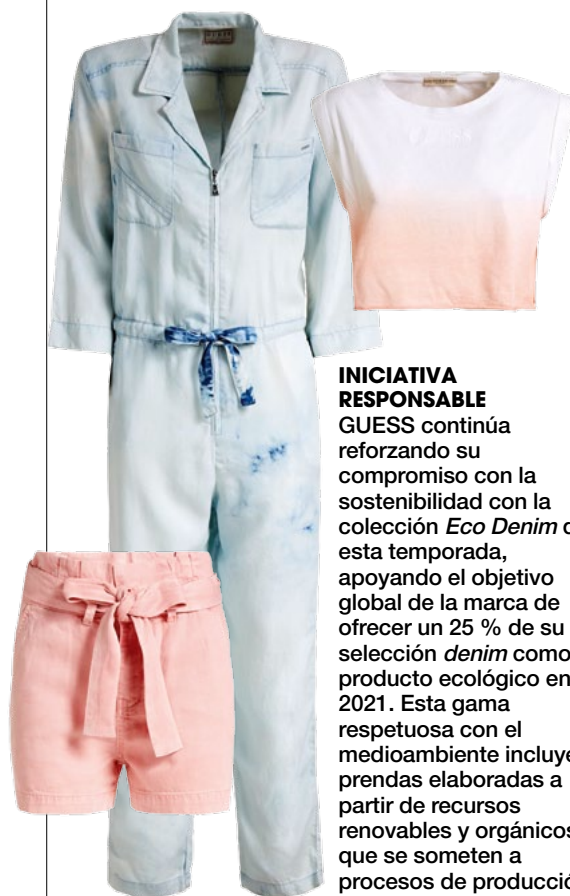 INICIATIVA
RESPONSABLE
GUESS continúa
reforzando su
compromiso con la
sostenibilidad con la
colección Eco Denim
esta temporada,
apoyando el objetivo
global de la marca de
ofrecer un 25 % de su
selección denim como
producto ecológico en
2021. Esta gama
respetuosa con el
medioambiente incluye
prendas elaboradas a
partir de recursos
renovables y orgánicos
que se someten a
procesos de producció